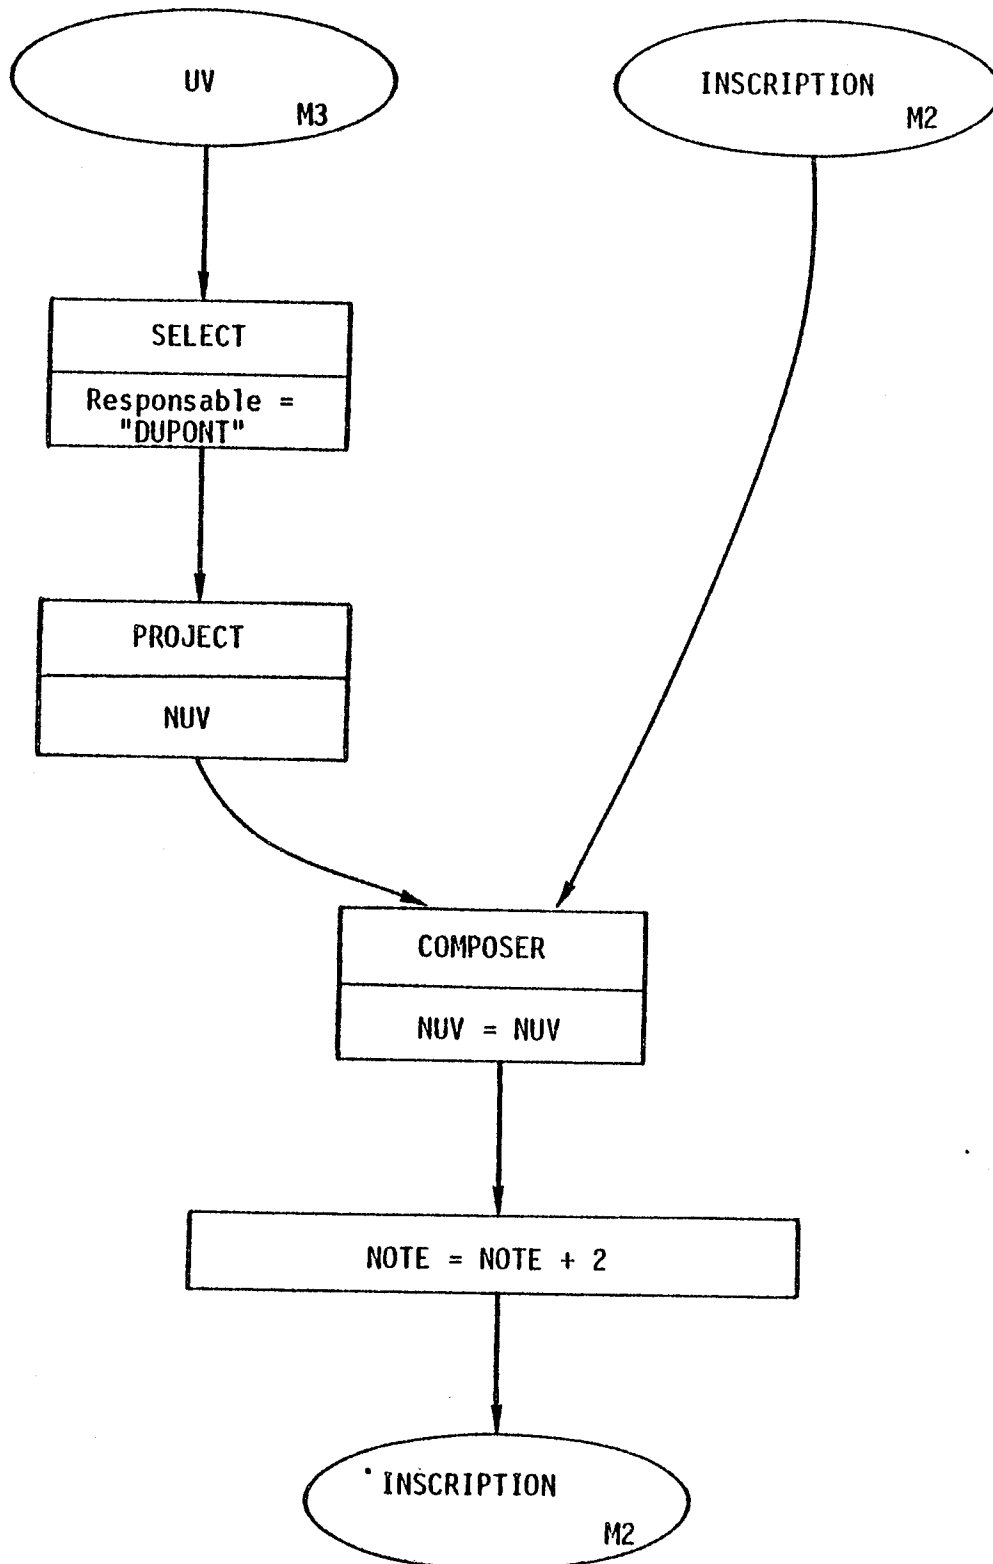 UV
M3
INSCRIPTION
M2
SELECT
Responsable =
"DUPONT"
PROJECT
NUV
COMPOSER
NUV = NUV
NOTE = NOTE + 2
INSCRIPTION
M2